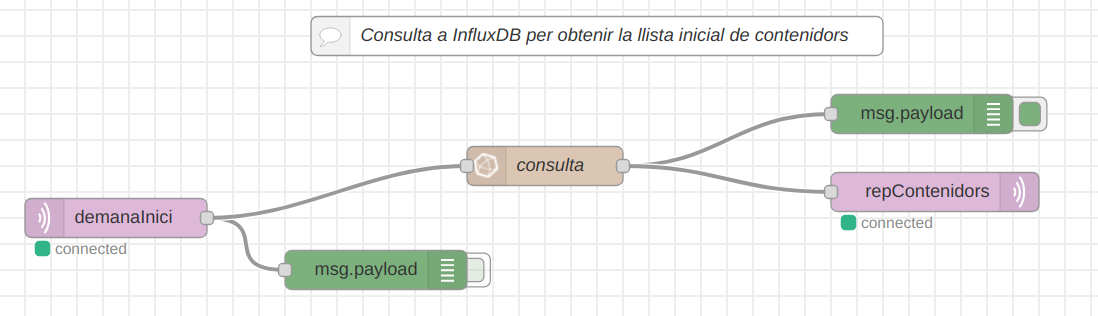 Consulta a InfluxDB per obtenir la llista inicial de contenidors
msg.payload
consulta
repContenidors
connected
demanaInici
connected
msg.payload